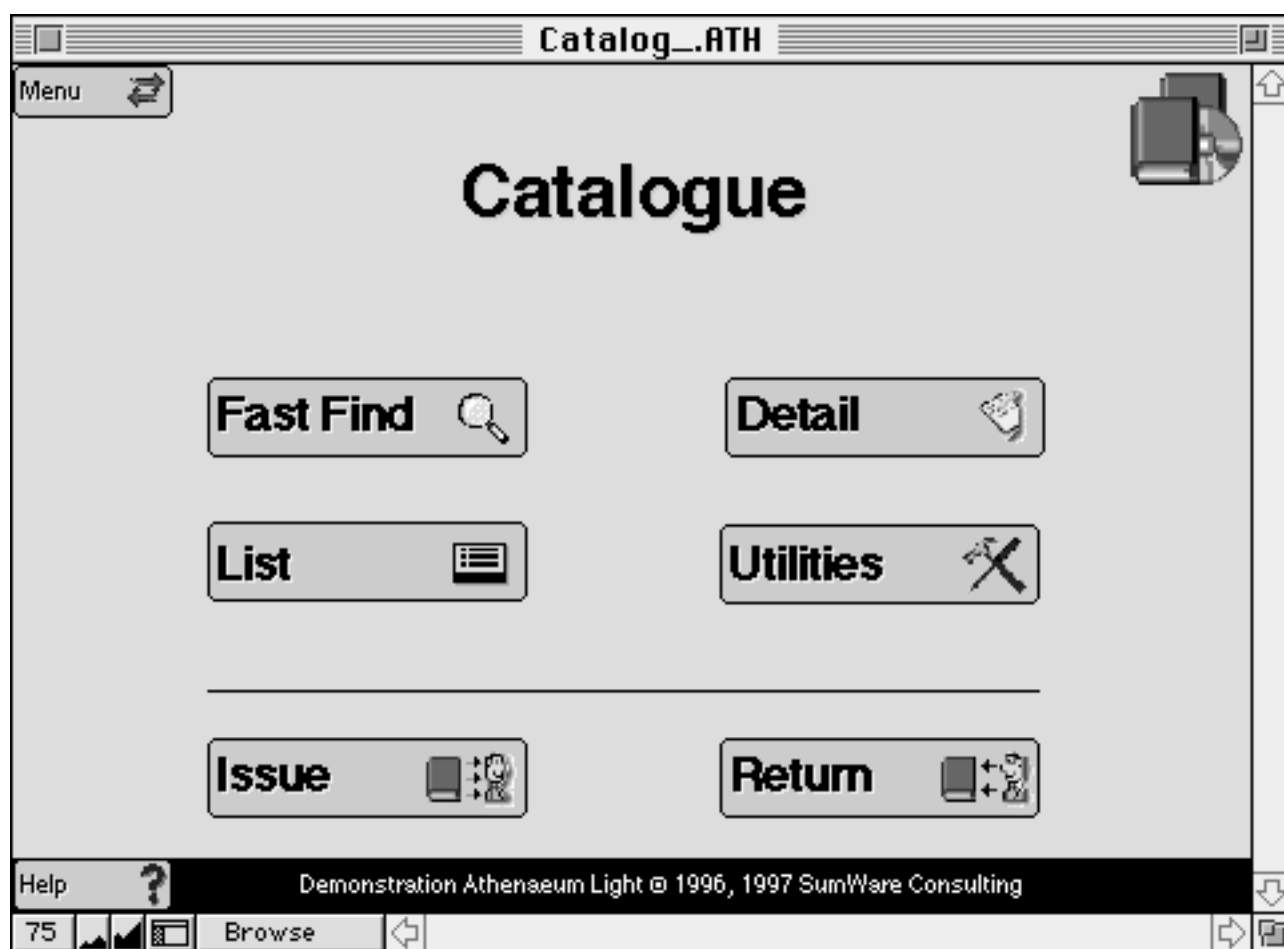 Catalog_.ATH
Menu
Catalogue
Fast Find
Detail
List
Utilities
Issue
Return
Help ?
Demonstration Athenaeum Light © 1996, 1997 SumWare Consulting
75
Browse